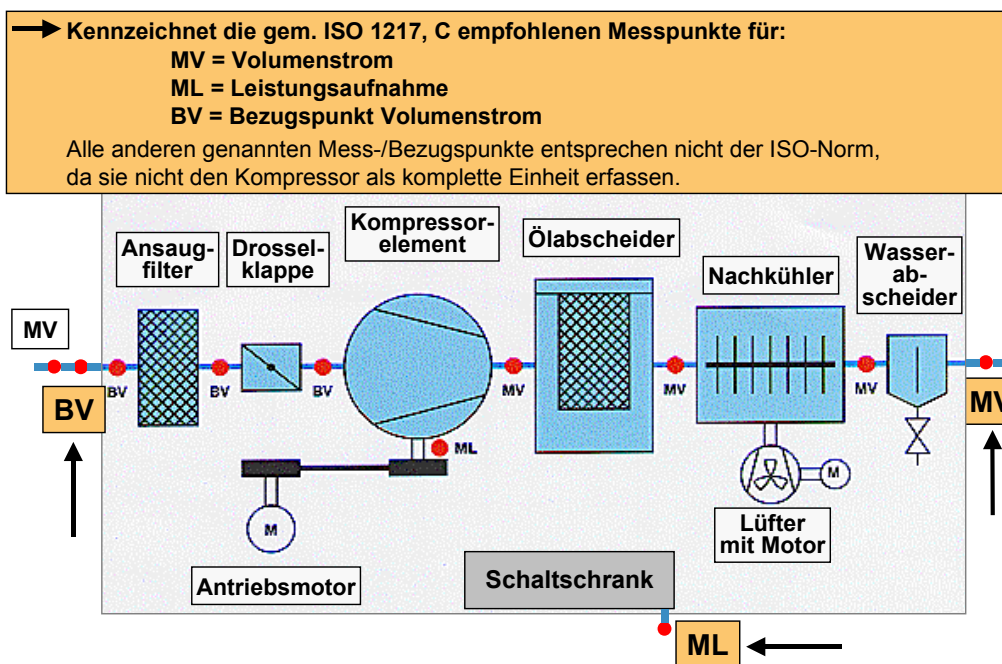 Kennzeichnet die gem. ISO 1217, C empfohlenen Messpunkte für:
MV = Volumenstrom
ML = Leistungsaufnahme
BV = Bezugspunkt Volumenstrom
Alle anderen genannten Mess-/Bezugspunkte entsprechen nicht der ISO-Norm,
da sie nicht den Kompressor als komplette Einheit erfassen.
Ansaug-
filter
Drossel-
klappe
Kompressor-
element
Ölabscheider
Nachkühler
Wasser-
ab-
scheider
MV
BV
BV
BV
BV
MV
MV
MV
MV
ML
M
Antriebsmotor
M
Lüfter
mit Motor
Schaltschrank
ML